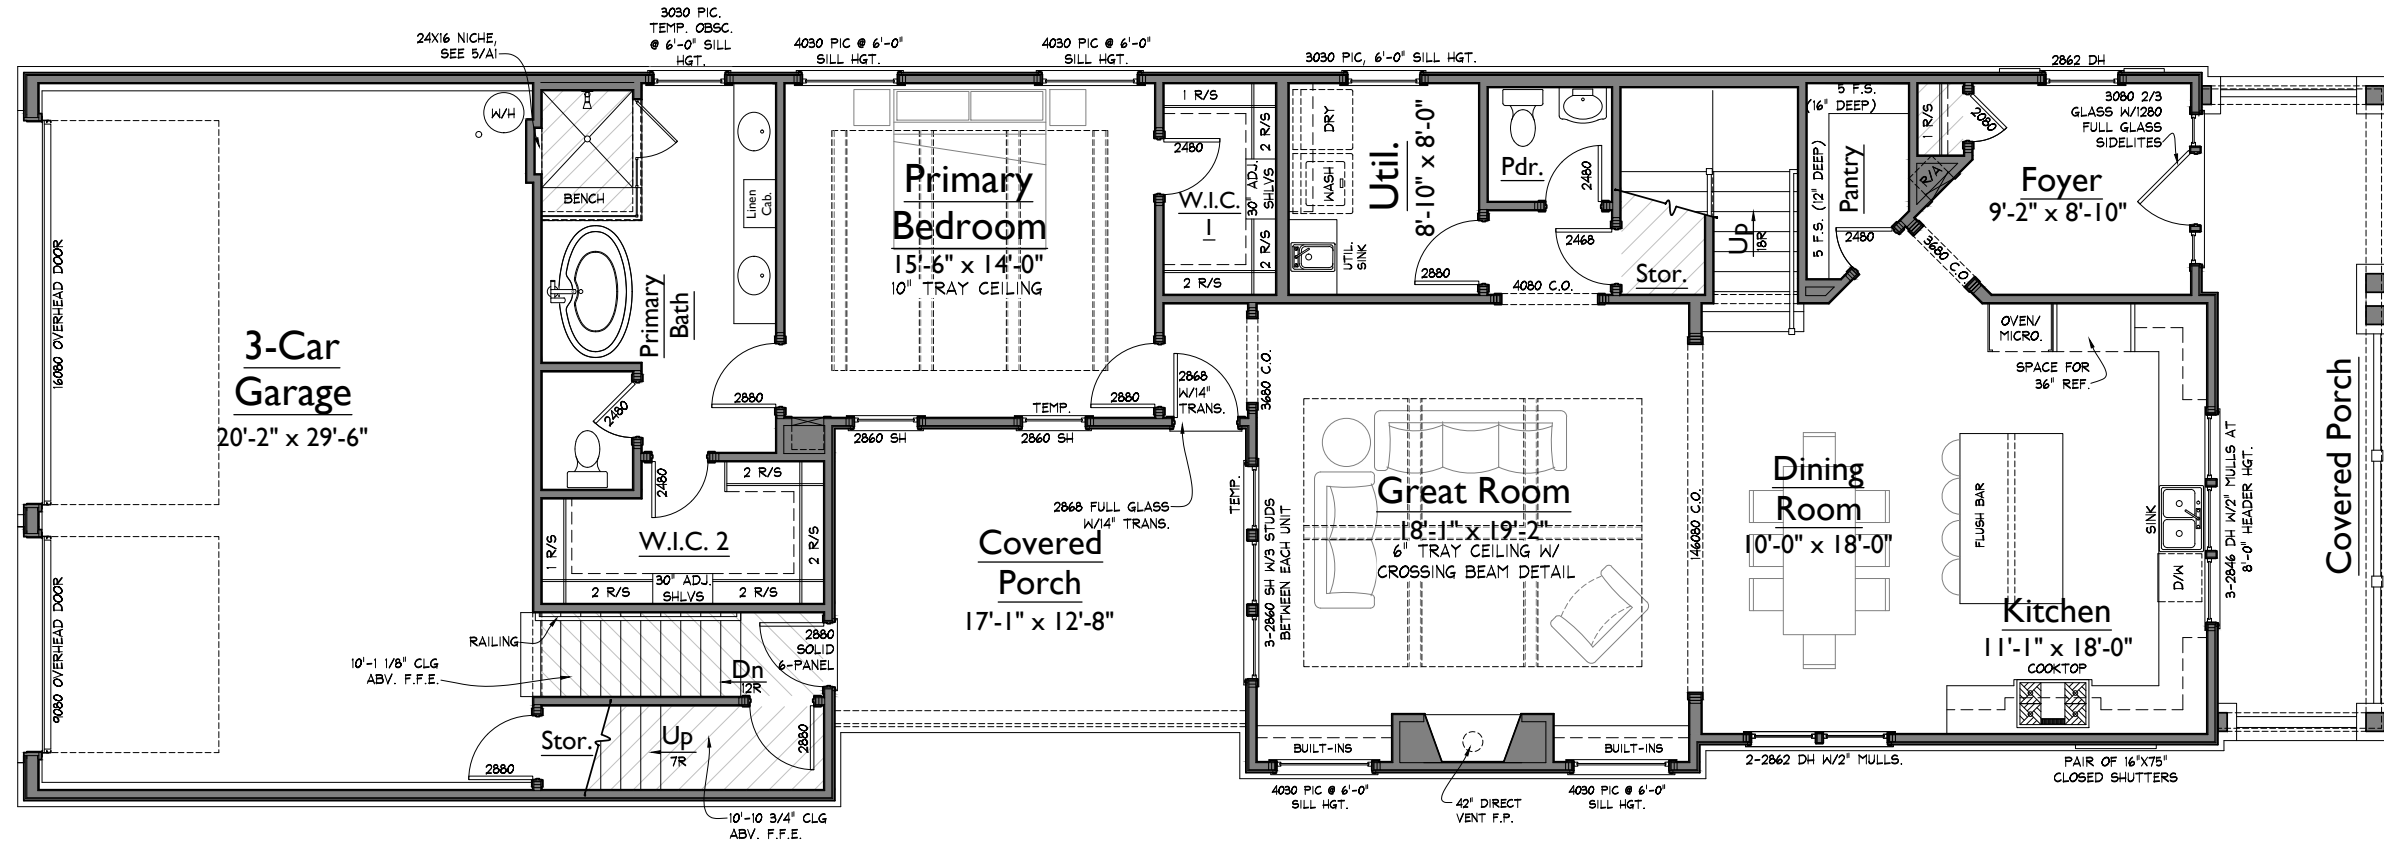 24X16 NICHE,
SEE 5/A1
3030 PIC.
TEMP. OBSC.
@ 6'-0" SILL
HGT.
4030 PIC @ 6'-0"
SILL HGT.
4030 PIC @ 6'-0"
SILL HGT.
3030 PIC, 6'-0" SILL HGT.
2862 DH
16080 OVERHEAD DOOR
9080 OVERHEAD DOOR
3-Car
Garage
20'-2" x 29'-6"
W/H
BENCH
Linen
Cab.
Primary
Bath
2480
2880
2480
W.I.C. 2
1 R/S
2 R/S
2 R/S
2 R/S
30" ADJ.
SHLVS
2 R/S
Primary
Bedroom
15'-6" x 14'-0"
10" TRAY CEILING
2480
W.I.C.
1
1 R/S
2 R/S
30" ADJ.
SHLVS
2 R/S
2 R/S
2880
2868
W/14"
TRANS.
3680 C.O.
TEMP.
2860 SH
2860 SH
2868 FULL GLASS
W/14" TRANS.
DRY
WASH
UTIL.
SINK
Util.
8'-10" x 8'-0"
2880
Pdr.
2480
2468
Stor.
4080 C.O.
Up
18R
5 F.S.
(16" DEEP)
5 F.S. (12" DEEP)
Pantry
2480
1 R/S
R/A
2080
3080 2/3
GLASS W/1280
FULL GLASS
SIDELITES
Foyer
9'-2" x 8'-10"
3680 C.O.
OVEN/
MICRO.
SPACE FOR
36" REF.
Covered
Porch
17'-1" x 12'-8"
TEMP.
3-2860 SH W/3 STUDS
BETWEEN EACH UNIT
Great Room
18'-1" x 19'-2"
6" TRAY CEILING W/
CROSSING BEAM DETAIL
146080 C.O.
Dining
Room
10'-0" x 18'-0"
FLUSH BAR
SINK
D/W
Kitchen
11'-1" x 18'-0"
COOKTOP
3-2846 DH W/2" MULLS AT
8'-0" HEADER HGT.
Covered Porch
RAILING
10'-1 1/8" CLG
ABV. F.F.E.
Dn
12R
2880
SOLID
6-PANEL
2880
Stor.
Up
7R
2880
10'-10 3/4" CLG
ABV. F.F.E.
BUILT-INS
BUILT-INS
4030 PIC @ 6'-0"
SILL HGT.
42" DIRECT
VENT F.P.
4030 PIC @ 6'-0"
SILL HGT.
2-2862 DH W/2" MULLS.
PAIR OF 16"X75"
CLOSED SHUTTERS